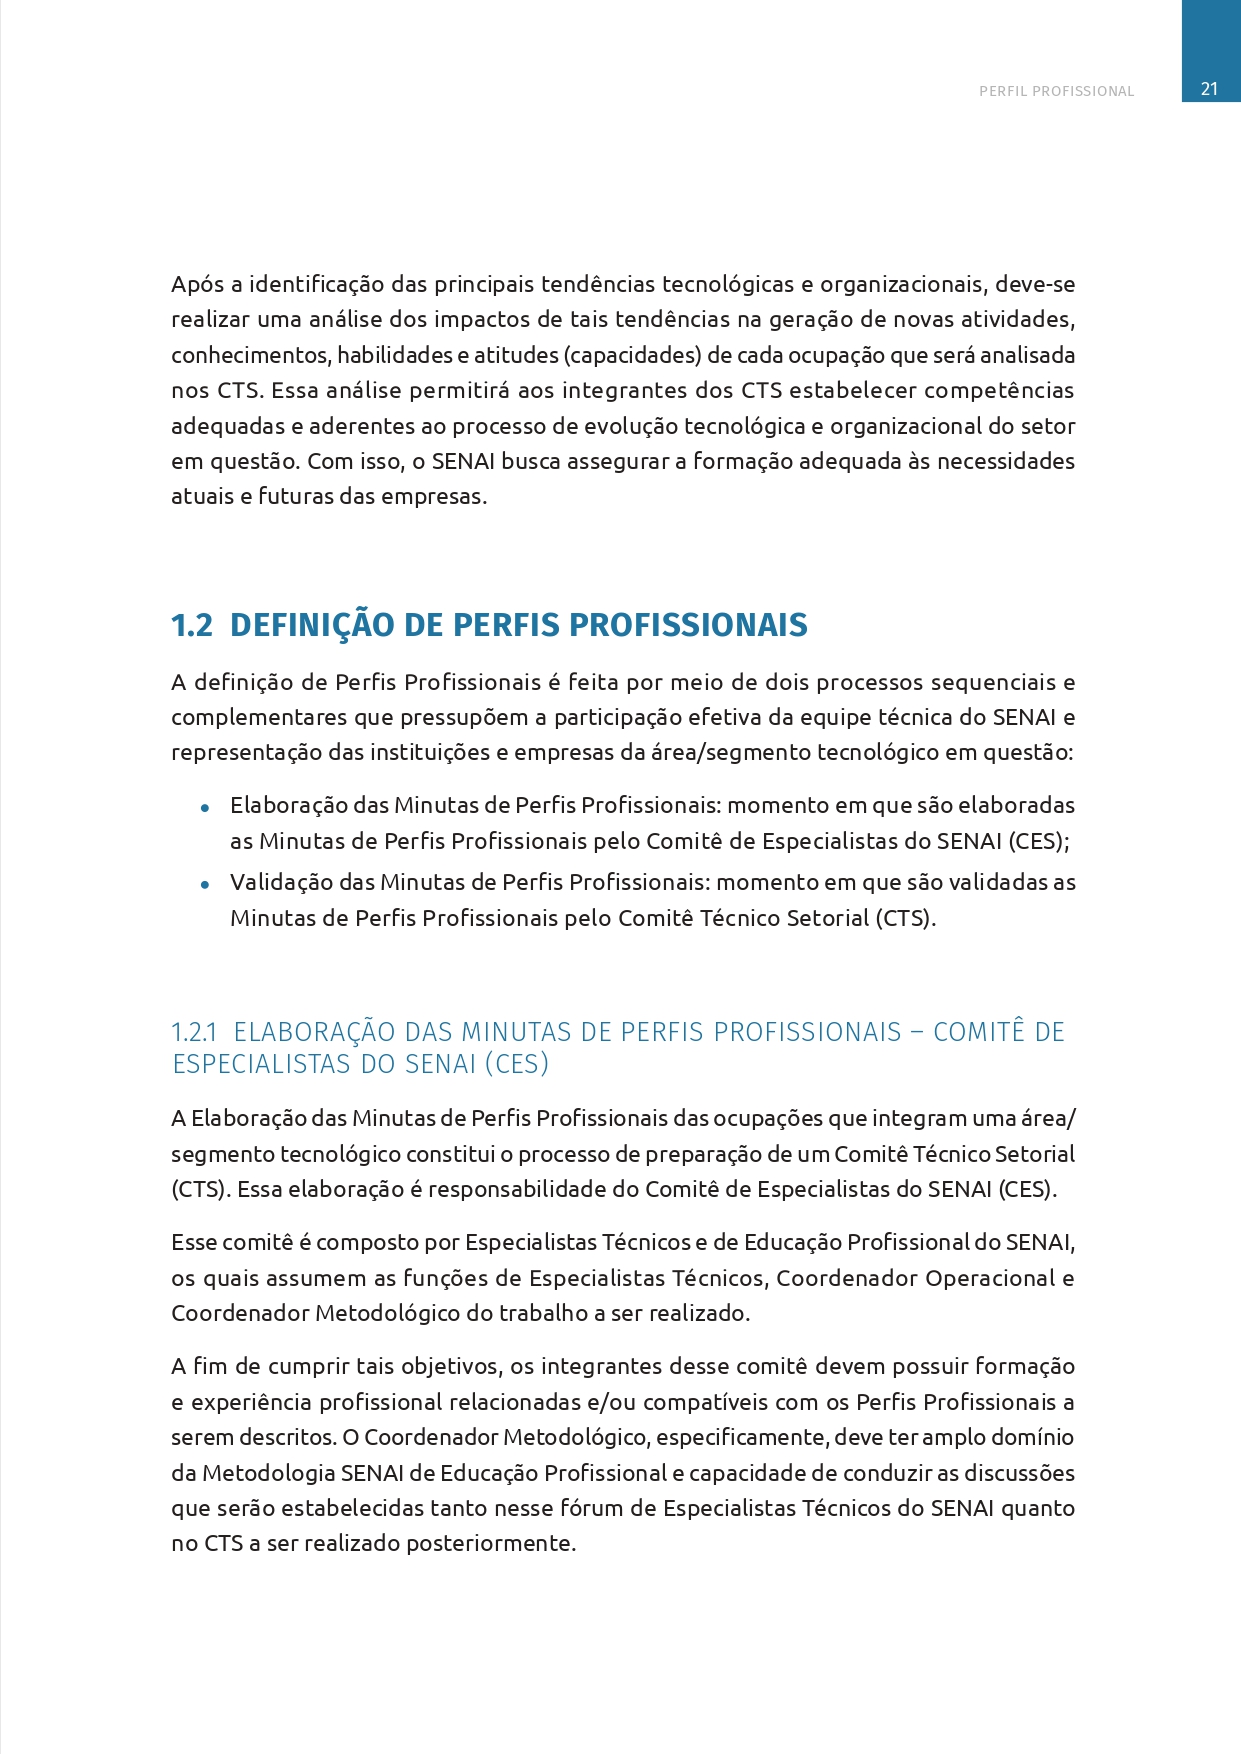 PERFIL PROFISSIONAL
21
Após a identificação das principais tendências tecnológicas e organizacionais, deve-se
realizar uma análise dos impactos de tais tendências na geração de novas atividades,
conhecimentos, habilidades e atitudes (capacidades) de cada ocupação que será analisada
nos CTS. Essa análise permitirá aos integrantes dos CTS estabelecer competências
adequadas e aderentes ao processo de evolução tecnológica e organizacional do setor
em questão. Com isso, o SENAI busca assegurar a formação adequada às necessidades
atuais e futuras das empresas.
1.2 DEFINIÇÃO DE PERFIS PROFISSIONAIS
A definição de Perfis Profissionais é feita por meio de dois processos sequenciais e
complementares que pressupõem a participação efetiva da equipe técnica do SENAI e
representação das instituições e empresas da área/segmento tecnológico em questão:
• Elaboração das Minutas de Perfis Profissionais: momento em que são elaboradas
as Minutas de Perfis Profissionais pelo Comitê de Especialistas do SENAI (CES);
• Validação das Minutas de Perfis Profissionais: momento em que são validadas as
Minutas de Perfis Profissionais pelo Comitê Técnico Setorial (CTS).
1.2.1 ELABORAÇÃO DAS MINUTAS DE PERFIS PROFISSIONAIS – COMITÊ DE
ESPECIALISTAS DO SENAI (CES)
A Elaboração das Minutas de Perfis Profissionais das ocupações que integram uma área/
segmento tecnológico constitui o processo de preparação de um Comitê Técnico Setorial
(CTS). Essa elaboração é responsabilidade do Comitê de Especialistas do SENAI (CES).
Esse comitê é composto por Especialistas Técnicos e de Educação Profissional do SENAI,
os quais assumem as funções de Especialistas Técnicos, Coordenador Operacional e
Coordenador Metodológico do trabalho a ser realizado.
A fim de cumprir tais objetivos, os integrantes desse comitê devem possuir formação
e experiência profissional relacionadas e/ou compatíveis com os Perfis Profissionais a
serem descritos. O Coordenador Metodológico, especificamente, deve ter amplo domínio
da Metodologia SENAI de Educação Profissional e capacidade de conduzir as discussões
que serão estabelecidas tanto nesse fórum de Especialistas Técnicos do SENAI quanto
no CTS a ser realizado posteriormente.